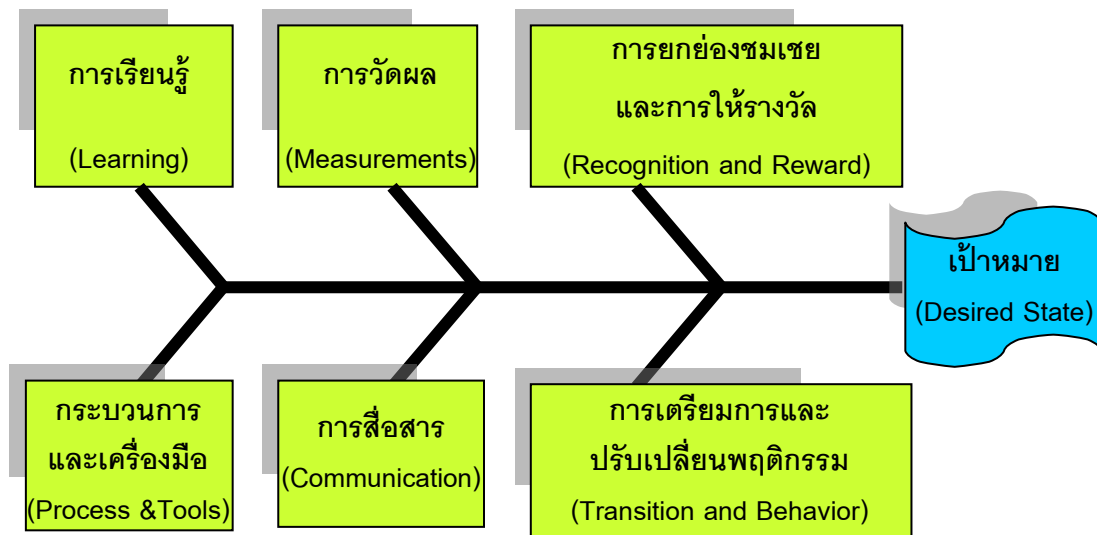 การเรียนรู้
(Learning)
การวัดผล
(Measurements)
การยกย่องชมเชย
และการให้รางวัล
(Recognition and Reward)
เป้าหมาย
(Desired State)
กระบวนการ
และเครื่องมือ
(Process &Tools)
การสื่อสาร
(Communication)
การเตรียมการและ
ปรับเปลี่ยนพฤติกรรม
(Transition and Behavior)